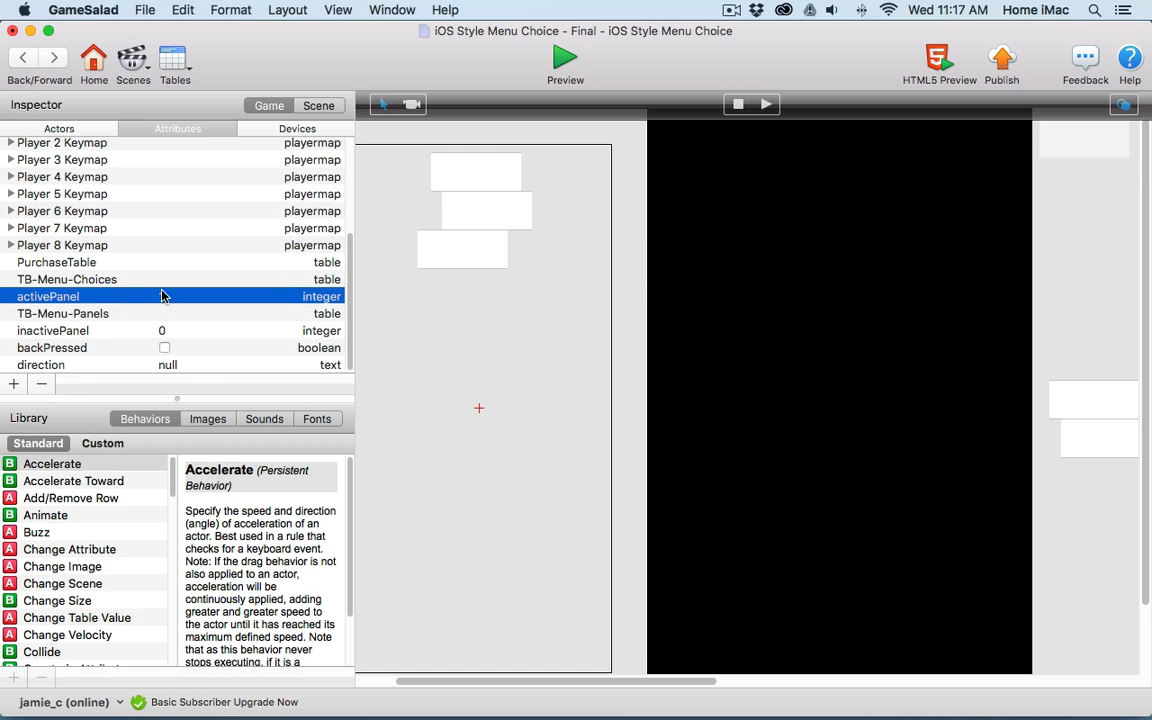 GameSalad File Edit Format Layout View Window Help Wed 11:17 AM Home iMac
iOS Style Menu Choice - Final - iOS Style Menu Choice
Back/Forward Home Scenes Tables Preview HTML5 Preview Publish Feedback Help
Inspector Game Scene
Actors Attributes Devices
Player 2 Keymap playermap
Player 3 Keymap playermap
Player 4 Keymap playermap
Player 5 Keymap playermap
Player 6 Keymap playermap
Player 7 Keymap playermap
Player 8 Keymap playermap
PurchaseTable table
TB-Menu-Choices table
activePanel integer
TB-Menu-Panels table
inactivePanel 0 integer
backPressed boolean
direction null text
Library Behaviors Images Sounds Fonts
Standard Custom
B Accelerate
B Accelerate Toward
A Add/Remove Row
B Animate
A Buzz
A Change Attribute
A Change Image
A Change Scene
B Change Size
A Change Table Value
A Change Velocity
B Collide
Accelerate (Persistent
Behavior)
Specify the speed and direction
(angle) of acceleration of an
actor. Best used in a rule that
checks for a keyboard event.
Note: If the drag behavior is not
also applied to an actor,
acceleration will be
continuously applied, adding
greater and greater speed to
the actor until it has reached its
maximum defined speed. Note
that as this behavior never
stops executing, if it is a
jamie_c (online) Basic Subscriber Upgrade Now